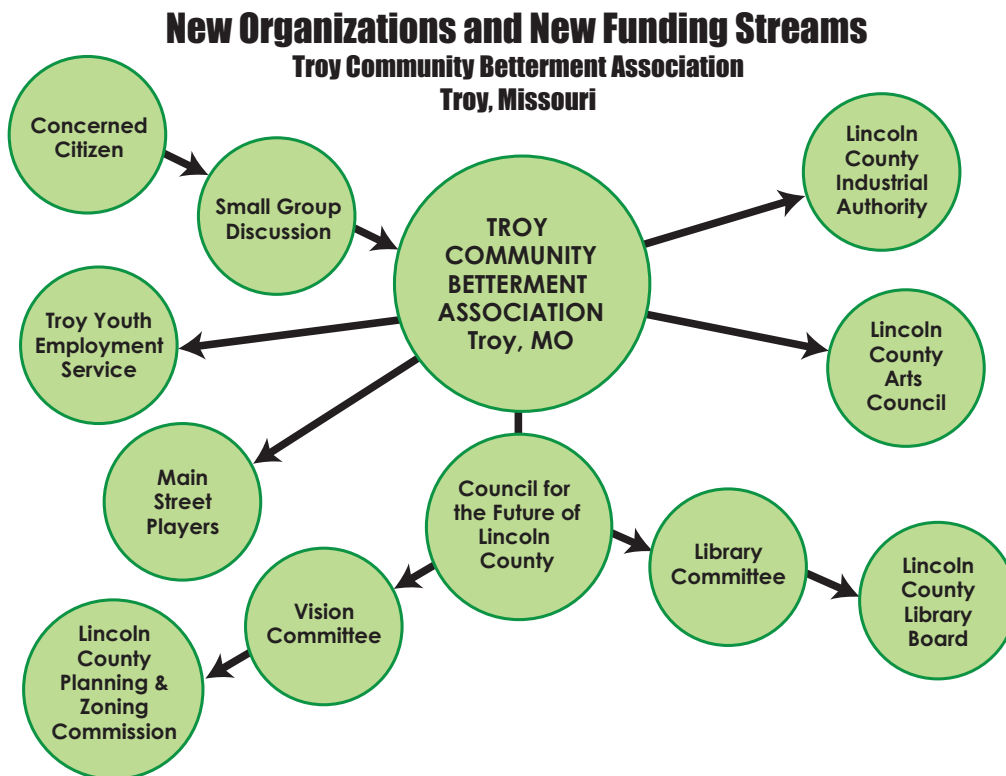 New Organizations and New Funding Streams
Troy Community Betterment Association
Troy, Missouri
Concerned
Citizen
Small Group
Discussion
TROY
COMMUNITY
BETTERMENT
ASSOCIATION
Troy, MO
Lincoln
County
Industrial
Authority
Troy Youth
Employment
Service
Lincoln
County
Arts
Council
Main
Street
Players
Council for
the Future of
Lincoln
County
Vision
Committee
Library
Committee
Lincoln
County
Library
Board
Lincoln
County
Planning &
Zoning
Commission